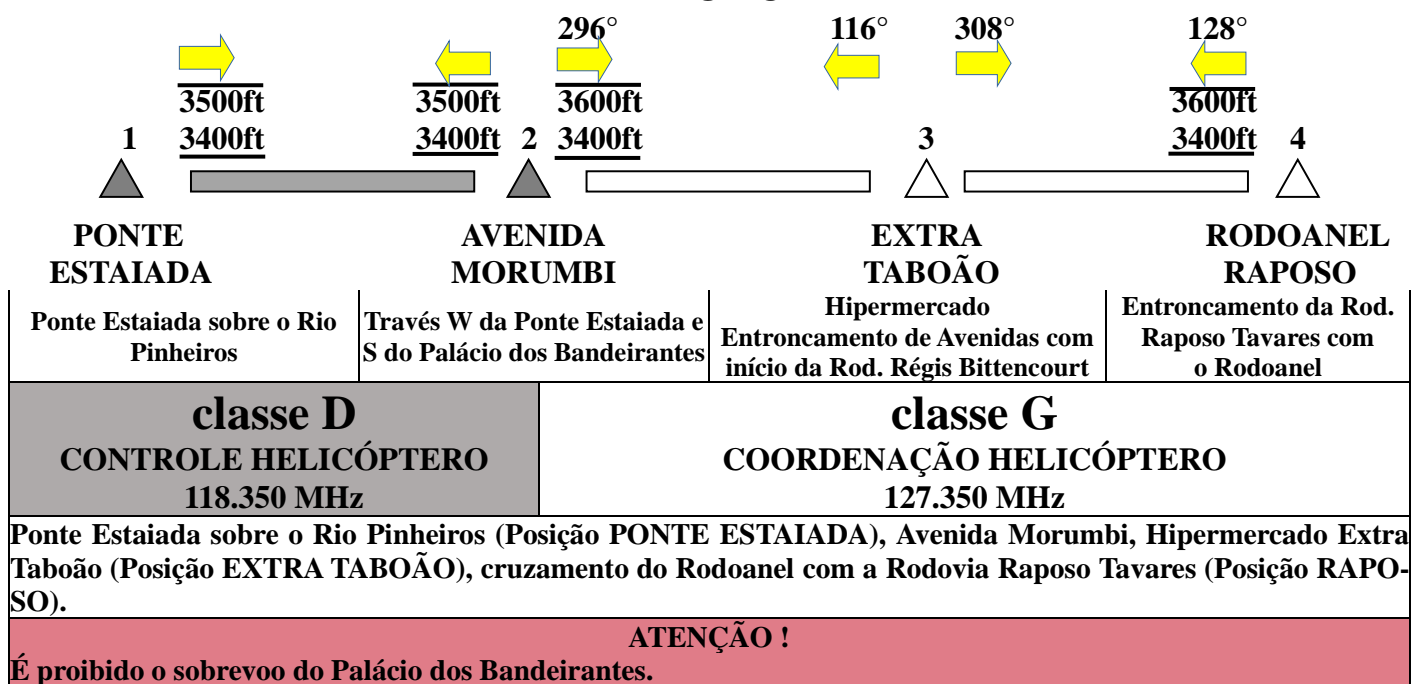 296° 116° 308° 128°
3500ft 3500ft 3600ft 3600ft
1 3400ft 3400ft 2 3400ft 3 3400ft 4
PONTE AVENIDA EXTRA RODOANEL
ESTAIADA MORUMBI TABOÃO RAPOSO
Ponte Estaiada sobre o Rio
Pinheiros
Través W da Ponte Estaiada e
S do Palácio dos Bandeirantes
Hipermercado
Entroncamento de Avenidas com
início da Rod. Régis Bittencourt
Entroncamento da Rod.
Raposo Tavares com
o Rodoanel
classe D
CONTROLE HELICÓPTERO
118.350 MHz
classe G
COORDENAÇÃO HELICÓPTERO
127.350 MHz
Ponte Estaiada sobre o Rio Pinheiros (Posição PONTE ESTAIADA), Avenida Morumbi, Hipermercado Extra
Taboão (Posição EXTRA TABOÃO), cruzamento do Rodoanel com a Rodovia Raposo Tavares (Posição RAPO-
SO).
ATENÇÃO !
É proibido o sobrevoo do Palácio dos Bandeirantes.